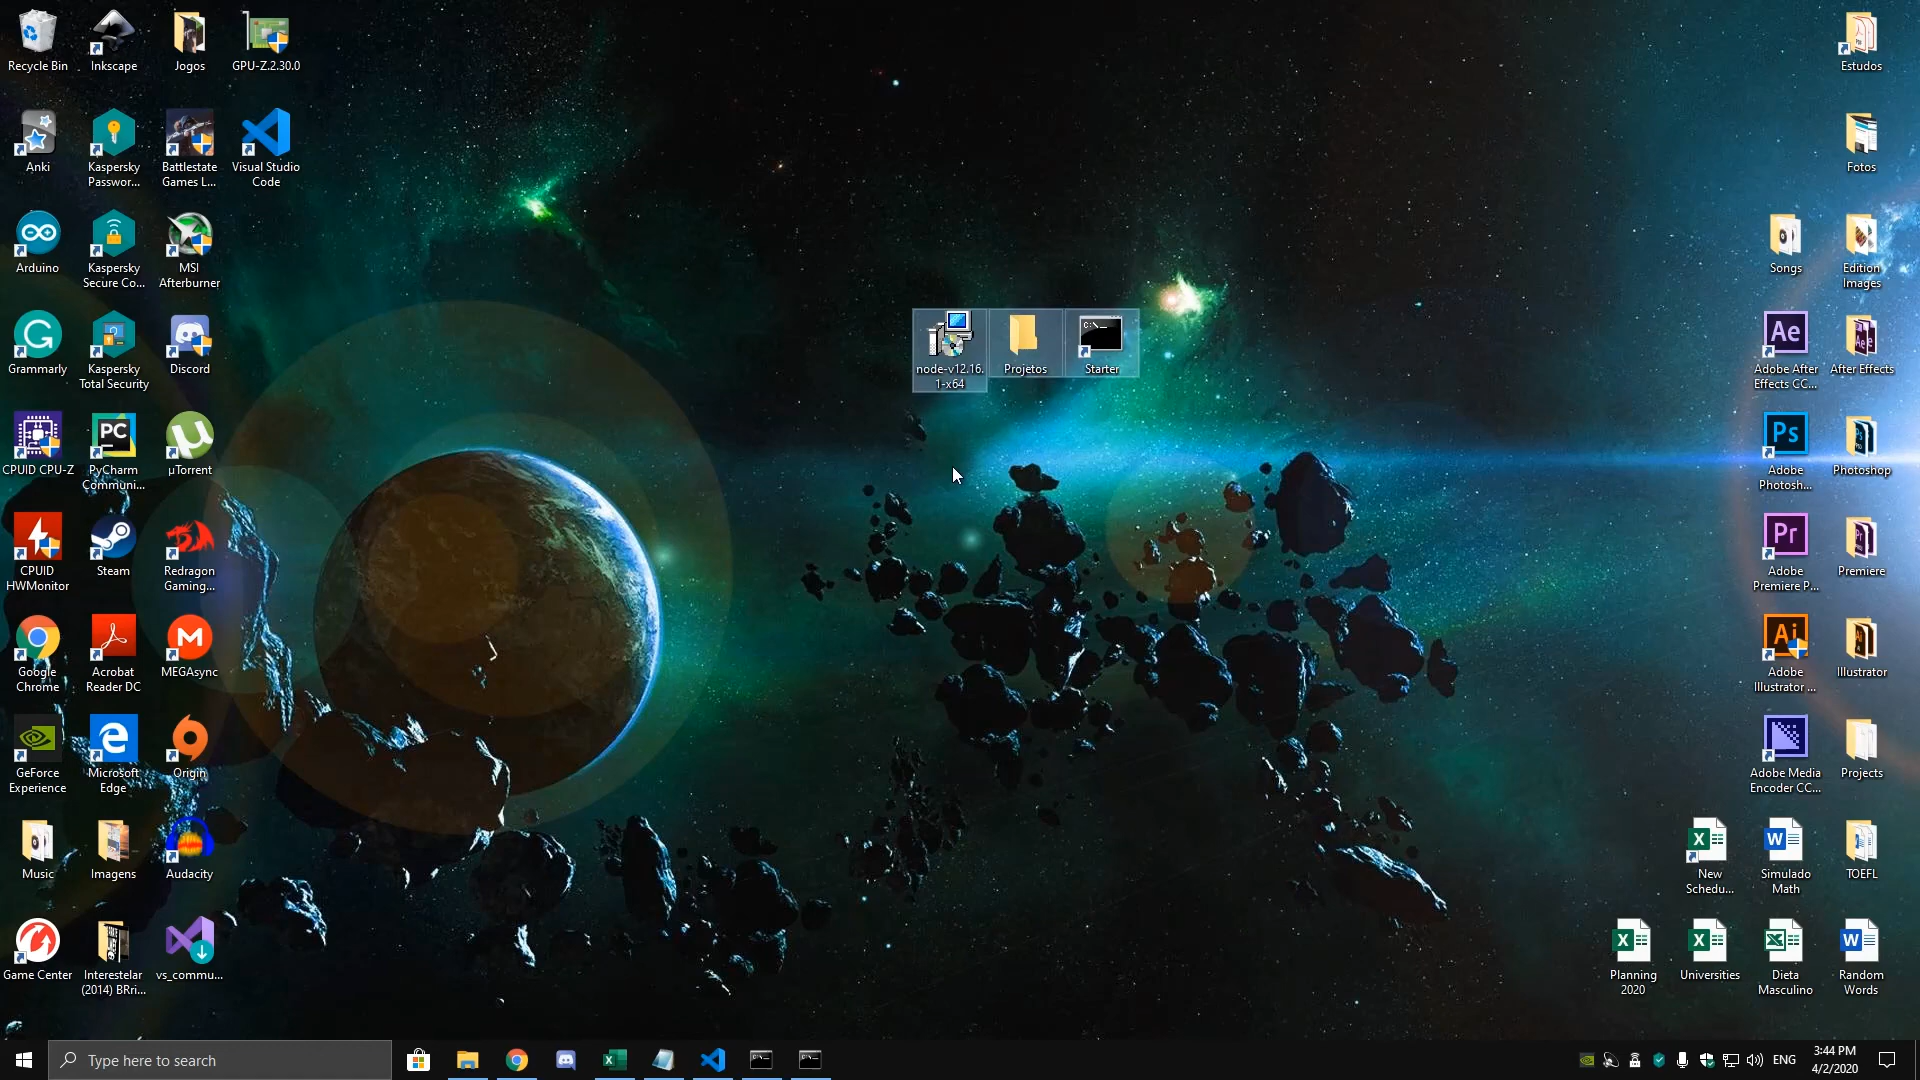 Recycle Bin
Inkscape
Jogos
GPU-Z.2.30.0
Estudos
Anki
Kaspersky
Passwor...
Battlestate
Games L...
Visual Studio
Code
Fotos
Arduino
Kaspersky
Secure Co...
MSI
Afterburner
Songs
Edition
Images
Grammarly
Kaspersky
Total Security
Discord
node-v12.16.
1-x64
Projetos
C:\_
Starter
Ae
Adobe After
Effects CC...
After Effects
CPUID CPU-Z
PC
PyCharm
Communi...
µTorrent
Ps
Adobe
Photosh...
Photoshop
CPUID
HWMonitor
Steam
Redragon
Gaming...
Pr
Adobe
Premiere P...
Premiere
Google
Chrome
Acrobat
Reader DC
MEGAsync
Ai
Adobe
Illustrator ...
Illustrator
GeForce
Experience
Microsoft
Edge
Origin
Adobe Media
Encoder CC...
Projects
Music
Imagens
Audacity
New
Schedu...
Simulado
Math
TOEFL
Game Center
Interestelar
(2014) BRri...
vs_commu...
Planning
2020
Universities
Dieta
Masculino
Random
Words
Type here to search
ENG
3:44 PM
4/2/2020